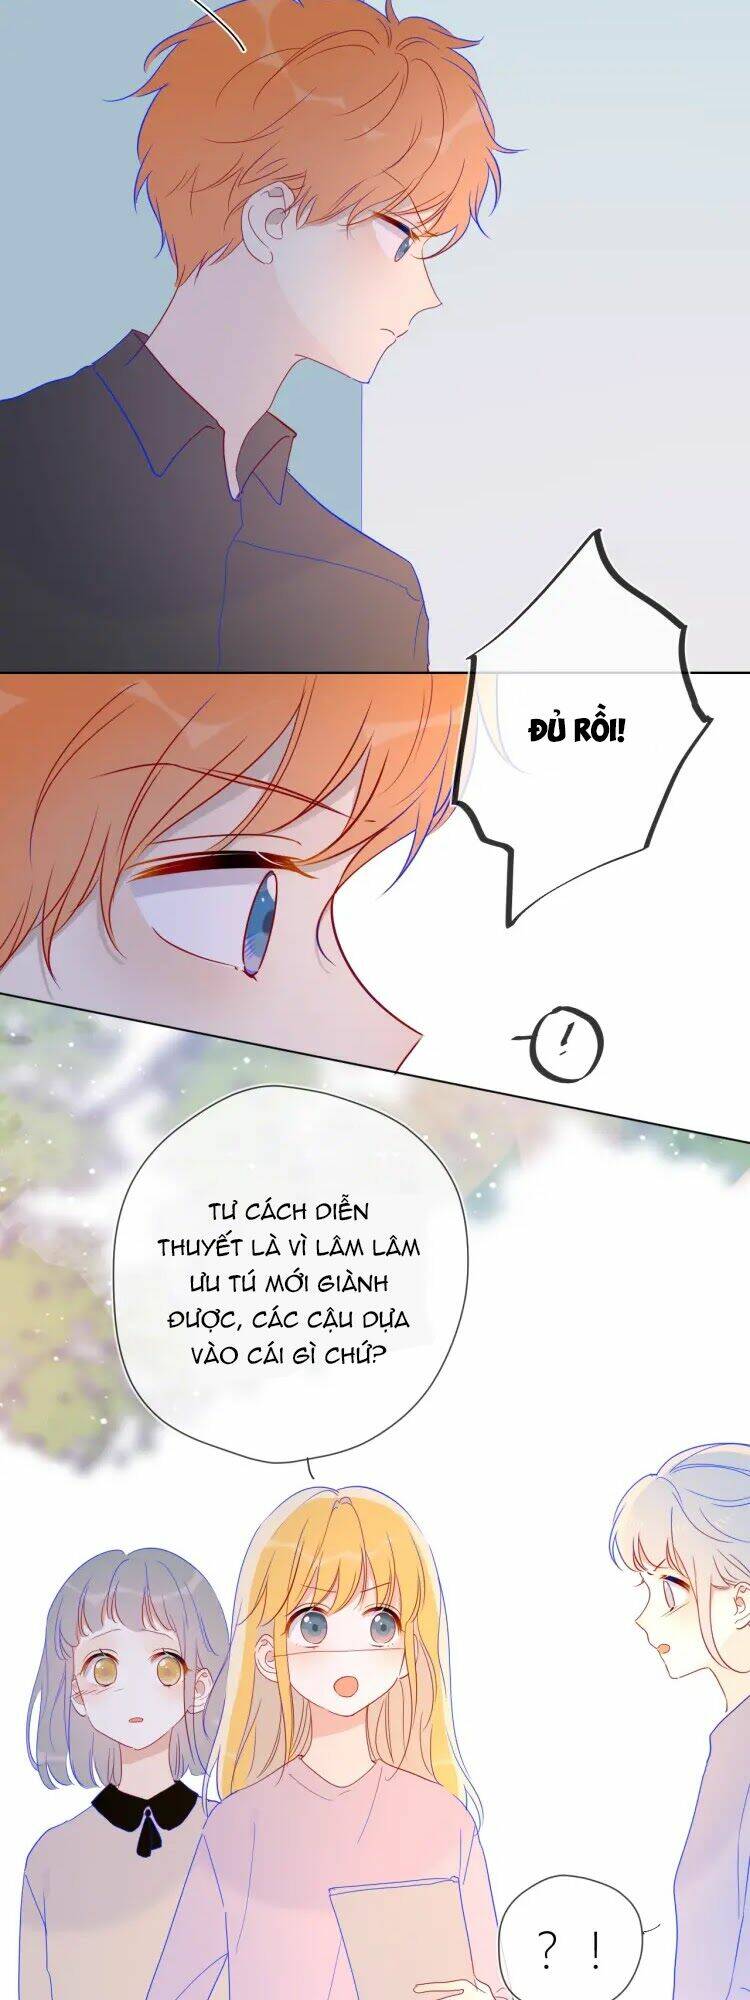 ĐỦ RỒI!
!
TƯ CÁCH DIỄN
THUYẾT LÀ VÌ LÂM LÂM
ƯU TÚ MỚI GIÀNH
ĐƯỢC, CÁC CẬU DỰA
VÀO CÁI GÌ CHỨ?
? !